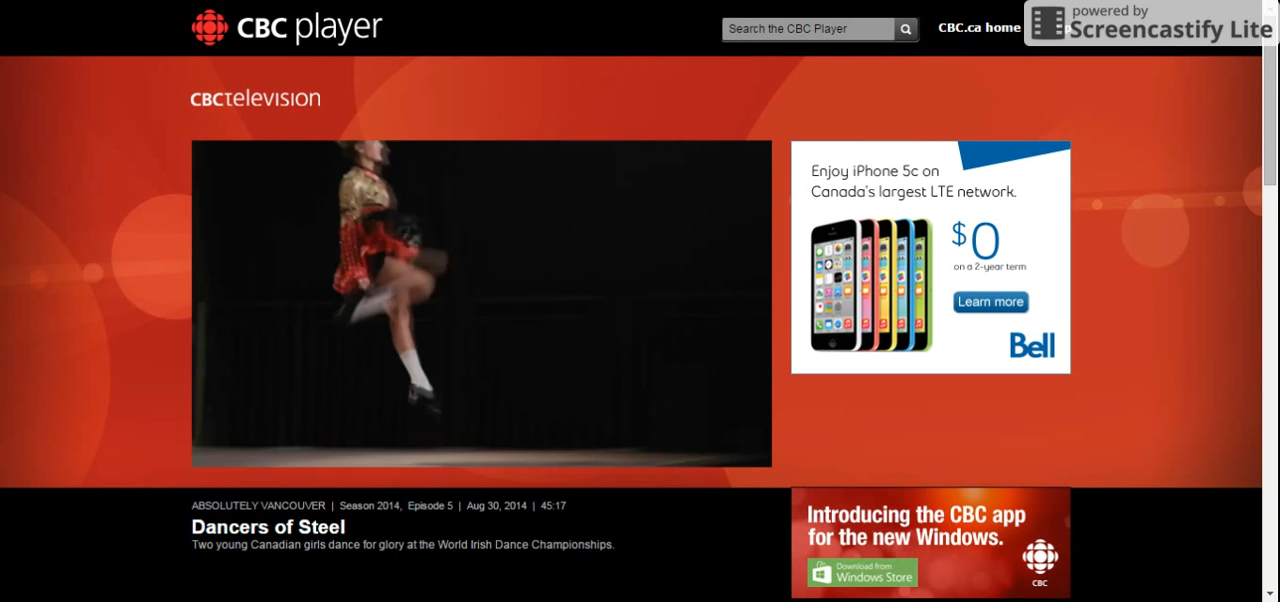 CBC player
Search the CBC Player
CBC.ca home
powered by
Screencastify Lite
CBCtelevision
Enjoy iPhone 5c on
Canada's largest LTE network.
$0
on a 2-year term
Learn more
Bell
ABSOLUTELY VANCOUVER | Season 2014, Episode 5 | Aug 30, 2014 | 45:17
Dancers of Steel
Two young Canadian girls dance for glory at the World Irish Dance Championships.
Introducing the CBC app
for the new Windows.
Download from
Windows Store
CBC